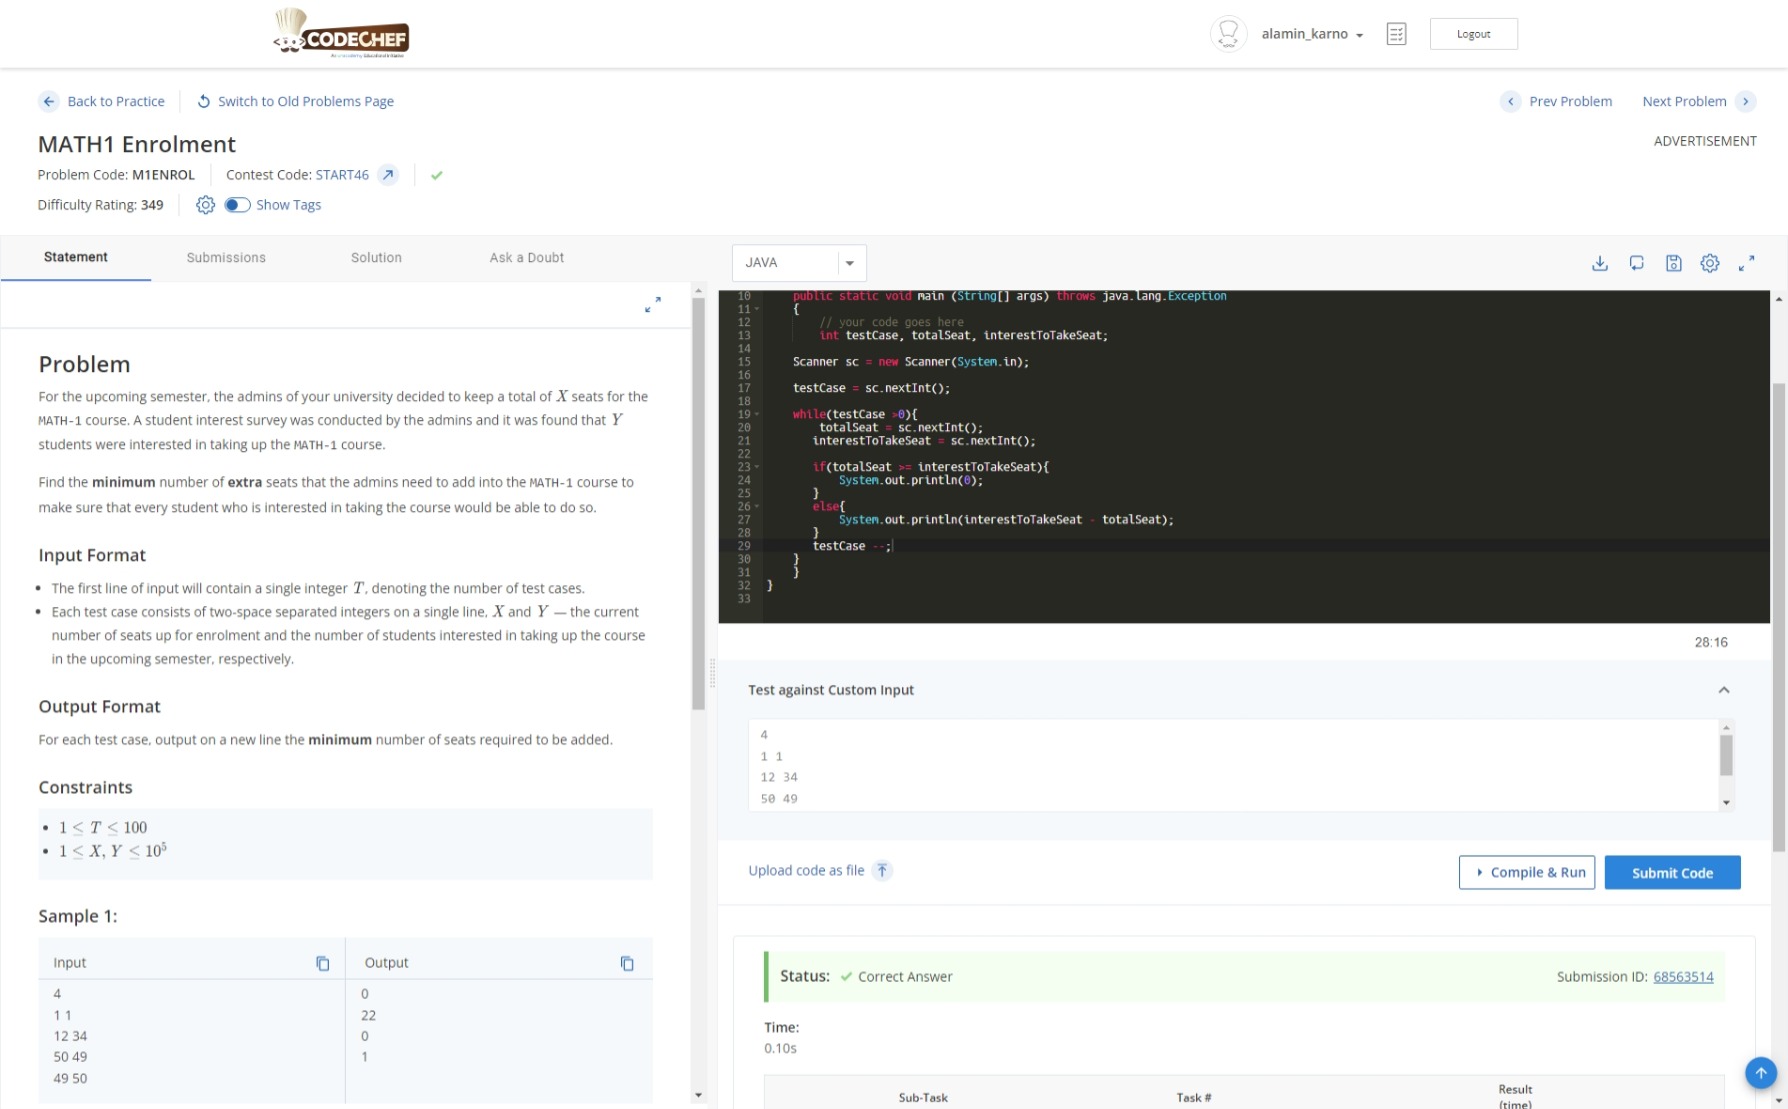 CODECHEF
An unacademy Educational Initiative
alamin_karno
Logout
Back to Practice
Switch to Old Problems Page
Prev Problem
Next Problem
MATH1 Enrolment
ADVERTISEMENT
Problem Code: M1ENROL
Contest Code: START46
Difficulty Rating: 349
Show Tags
Statement
Submissions
Solution
Ask a Doubt
Problem
For the upcoming semester, the admins of your university decided to keep a total of X seats for the
MATH-1 course. A student interest survey was conducted by the admins and it was found that Y
students were interested in taking up the MATH-1 course.
Find the minimum number of extra seats that the admins need to add into the MATH-1 course to
make sure that every student who is interested in taking the course would be able to do so.
Input Format
• The first line of input will contain a single integer T, denoting the number of test cases.
• Each test case consists of two-space separated integers on a single line, X and Y — the current
number of seats up for enrolment and the number of students interested in taking up the course
in the upcoming semester, respectively.
Output Format
For each test case, output on a new line the minimum number of seats required to be added.
Constraints
• 1 ≤ T ≤ 100
• 1 ≤ X, Y ≤ 10⁵
Sample 1:
Input
Output
4
1 1
12 34
50 49
49 50
0
22
0
1
JAVA
10 public static void main (String[] args) throws java.lang.Exception
11 {
12 // your code goes here
13 int testCase, totalSeat, interestToTakeSeat;
14
15 Scanner sc = new Scanner(System.in);
16
17 testCase = sc.nextInt();
18
19 while(testCase >0){
20 totalSeat = sc.nextInt();
21 interestToTakeSeat = sc.nextInt();
22
23 if(totalSeat >= interestToTakeSeat){
24 System.out.println(0);
25 }
26 else{
27 System.out.println(interestToTakeSeat - totalSeat);
28 }
29 testCase --;
30 }
31 }
32 }
33
28:16
Test against Custom Input
4
1 1
12 34
50 49
Upload code as file
Compile & Run
Submit Code
Status: Correct Answer
Submission ID: 68563514
Time:
0.10s
Sub-Task
Task #
Result
(time)